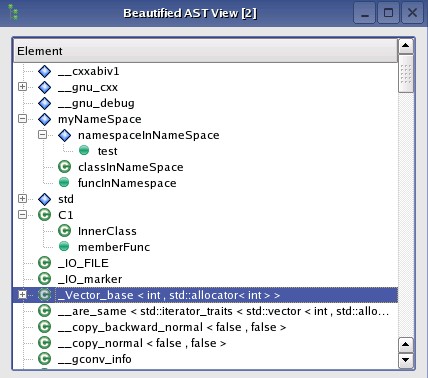 Beautified AST View [2]
Element
__cxxabiv1
__gnu_cxx
__gnu_debug
myNameSpace
namespaceInNameSpace
test
C classInNameSpace
funcInNamespace
std
C C1
C InnerClass
memberFunc
C _IO_FILE
C _IO_marker
C _Vector_base < int , std::allocator< int > >
C __are_same < std::iterator_traits < std::vector < int , std::allo...
C __copy_backward_normal < false , false >
C __copy_normal < false , false >
C __gconv_info